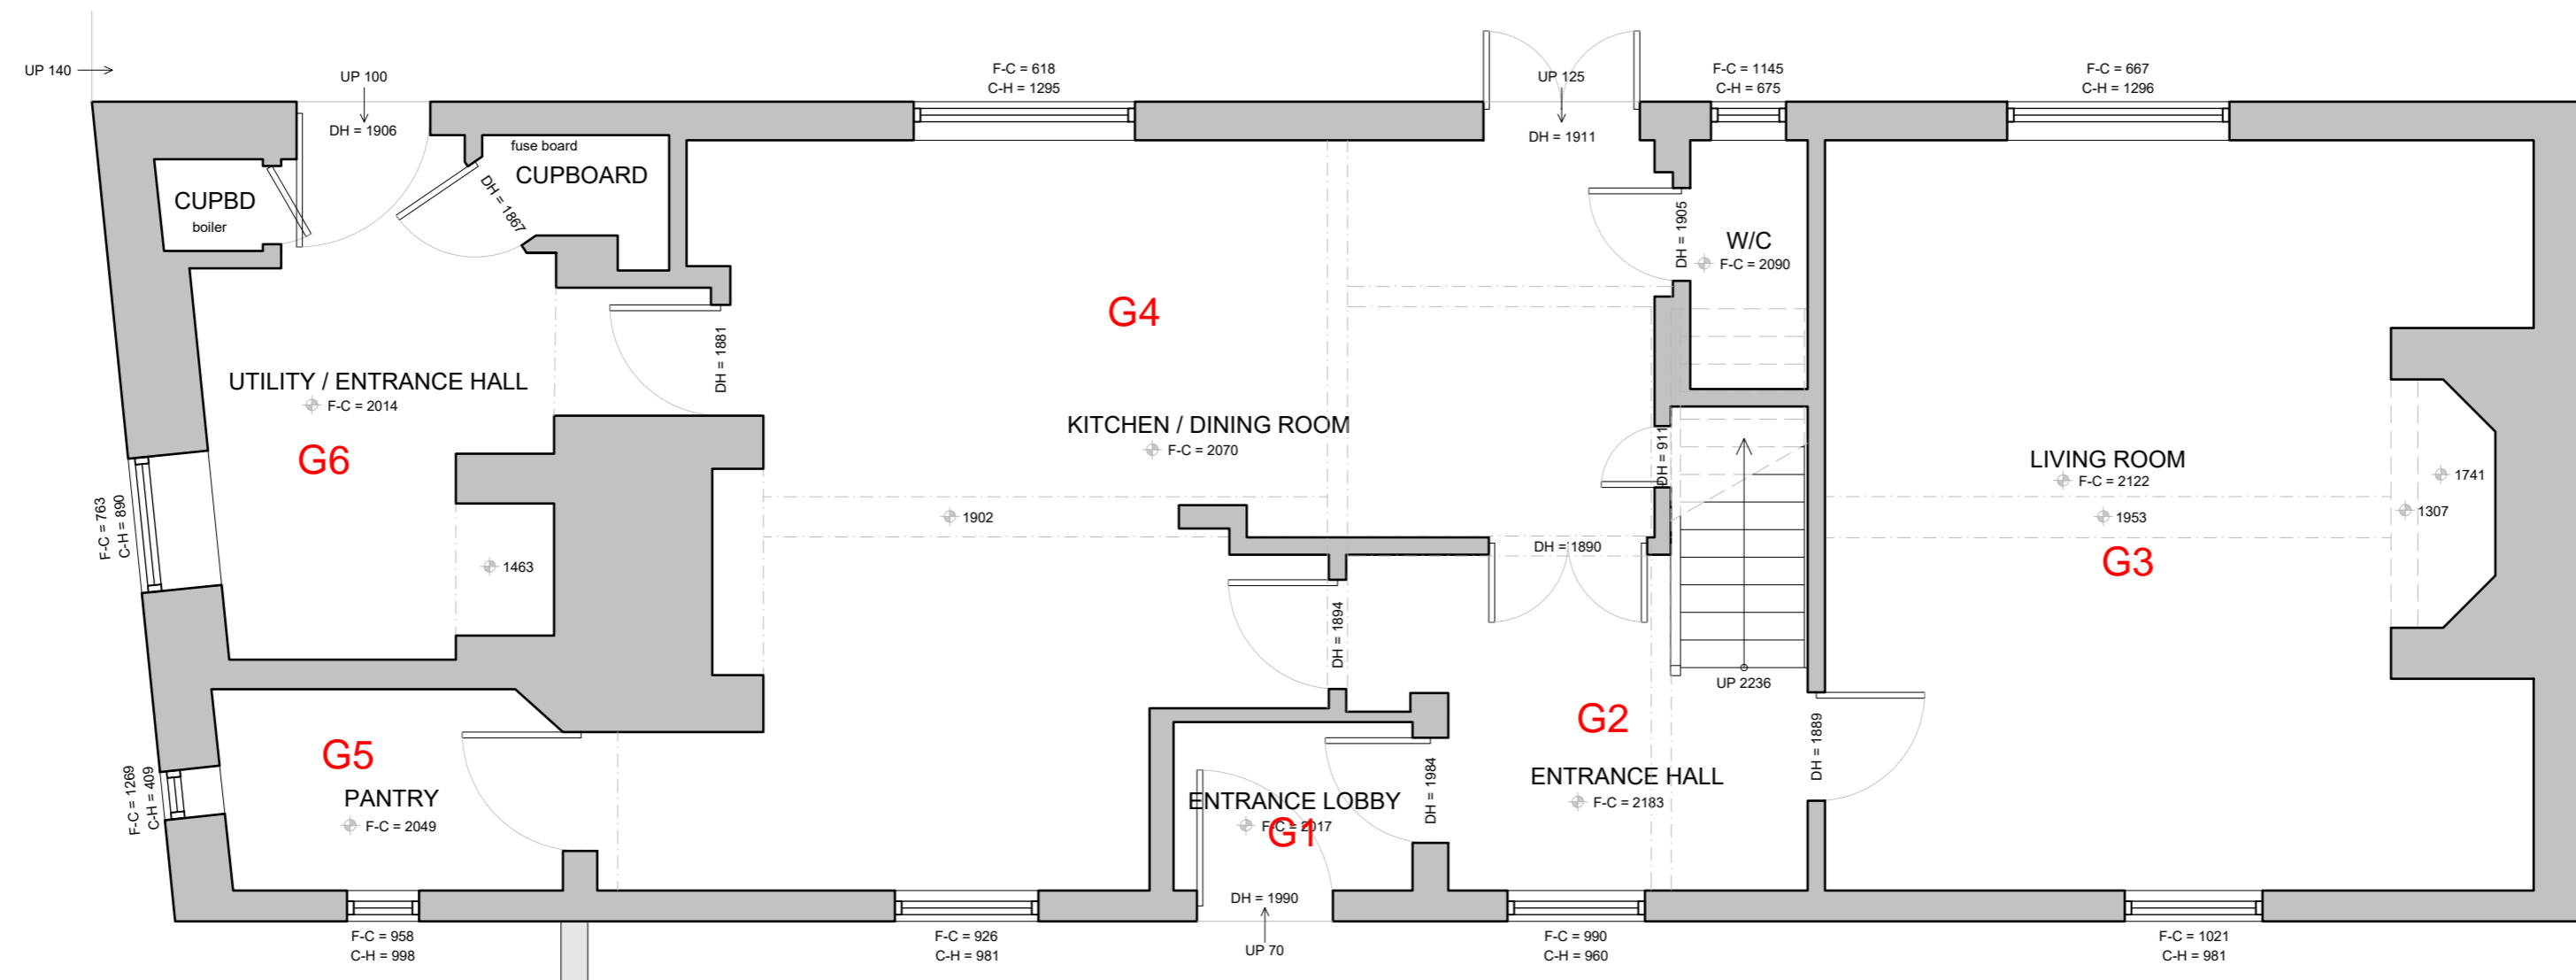 F-C = 618
C-H = 1295
F-C = 1145
C-H = 675
F-C = 667
C-H = 1296
UP 140
UP 100
UP 125
DH = 1906
DH = 1911
fuse board
CUPBOARD
DH = 1867
CUPBD
boiler
DH = 1905
W/C
F-C = 2090
G4
DH = 1881
UTILITY / ENTRANCE HALL
F-C = 2014
G6
KITCHEN / DINING ROOM
F-C = 2070
DH = 911
LIVING ROOM
F-C = 2122
1741
1307
1953
G3
1902
F-C = 763
C-H = 890
1463
DH = 1890
DH = 1894
UP 2236
G2
DH = 1889
G5
PANTRY
F-C = 2049
F-C = 1269
C-H = 409
ENTRANCE LOBBY
F-C = 2017
G1
DH = 1984
ENTRANCE HALL
F-C = 2183
DH = 1990
UP 70
F-C = 958
C-H = 998
F-C = 926
C-H = 981
F-C = 990
C-H = 960
F-C = 1021
C-H = 981